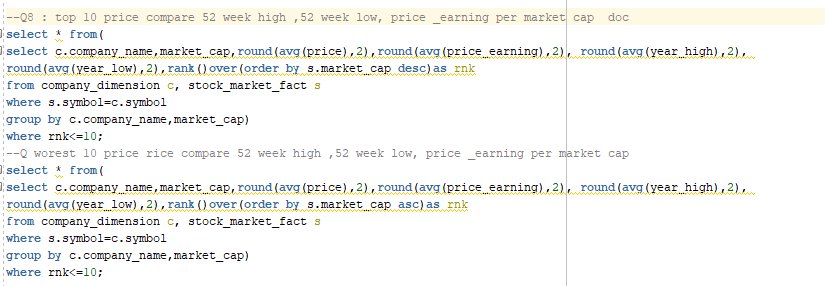 --Q8 : top 10 price compare 52 week high ,52 week low, price _earning per market cap  doc
select * from(
select c.company_name,market_cap,round(avg(price),2),round(avg(price_earning),2), round(avg(year_high),2),
round(avg(year_low),2),rank()over(order by s.market_cap desc)as rnk
from company_dimension c, stock_market_fact s
where s.symbol=c.symbol
group by c.company_name,market_cap)
where rnk<=10;
--Q worest 10 price rice compare 52 week high ,52 week low, price _earning per market cap
select * from(
select c.company_name,market_cap,round(avg(price),2),round(avg(price_earning),2), round(avg(year_high),2),
round(avg(year_low),2),rank()over(order by s.market_cap asc)as rnk
from company_dimension c, stock_market_fact s
where s.symbol=c.symbol
group by c.company_name,market_cap)
where rnk<=10;